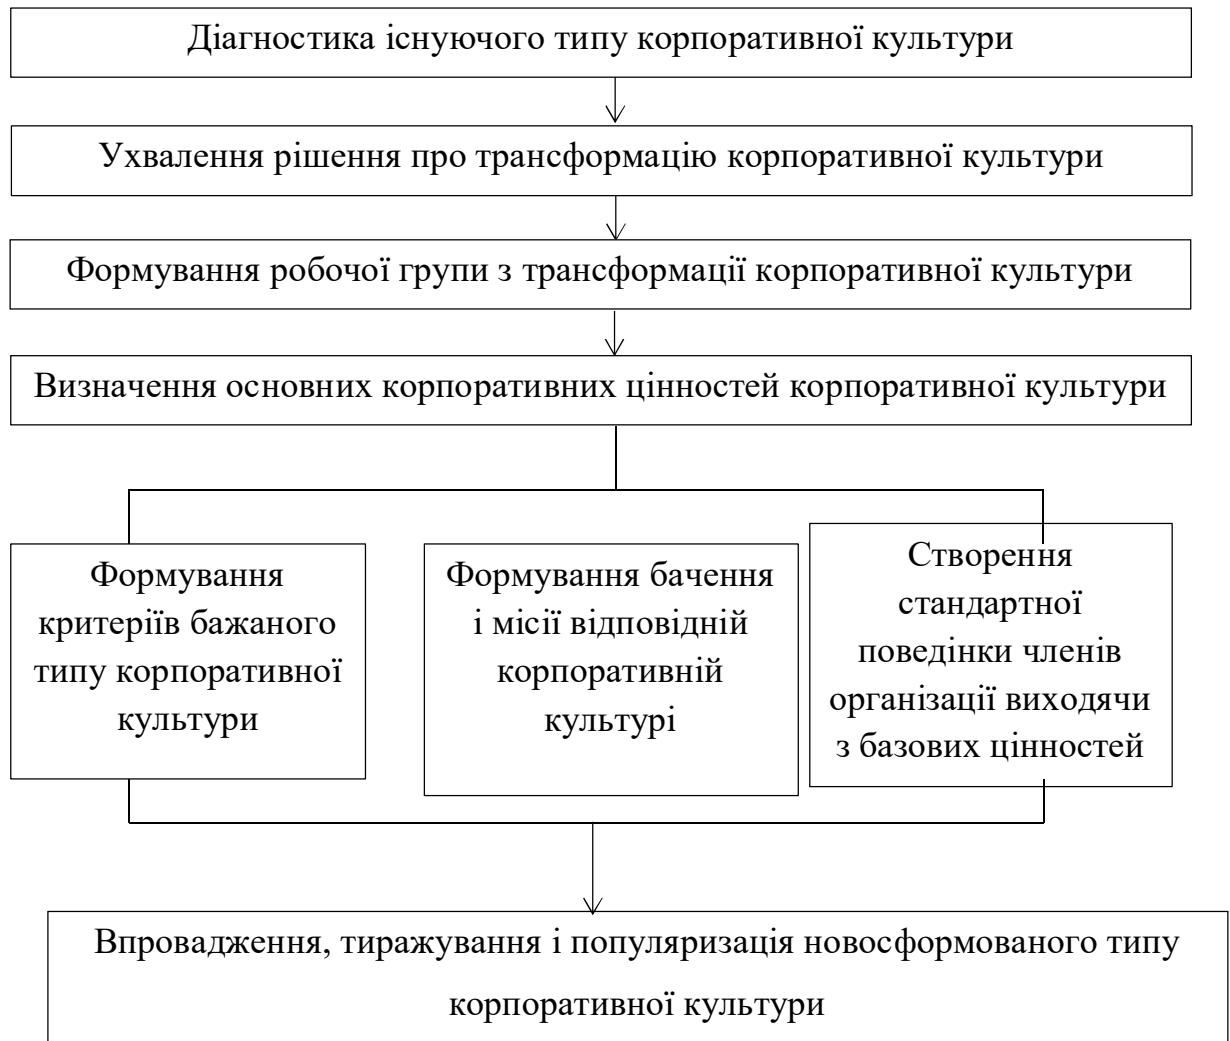 Діагностика існуючого типу корпоративної культури
Ухвалення рішення про трансформацію корпоративної культури
Формування робочої групи з трансформації корпоративної культури
Визначення основних корпоративних цінностей корпоративної культури
Формування
критеріїв бажаного
типу корпоративної
культури
Формування бачення
і місії відповідній
корпоративній
культурі
Створення
стандартної
поведінки членів
організації виходячи
з базових цінностей
Впровадження, тиражування і популяризація новосформованого типу
корпоративної культури